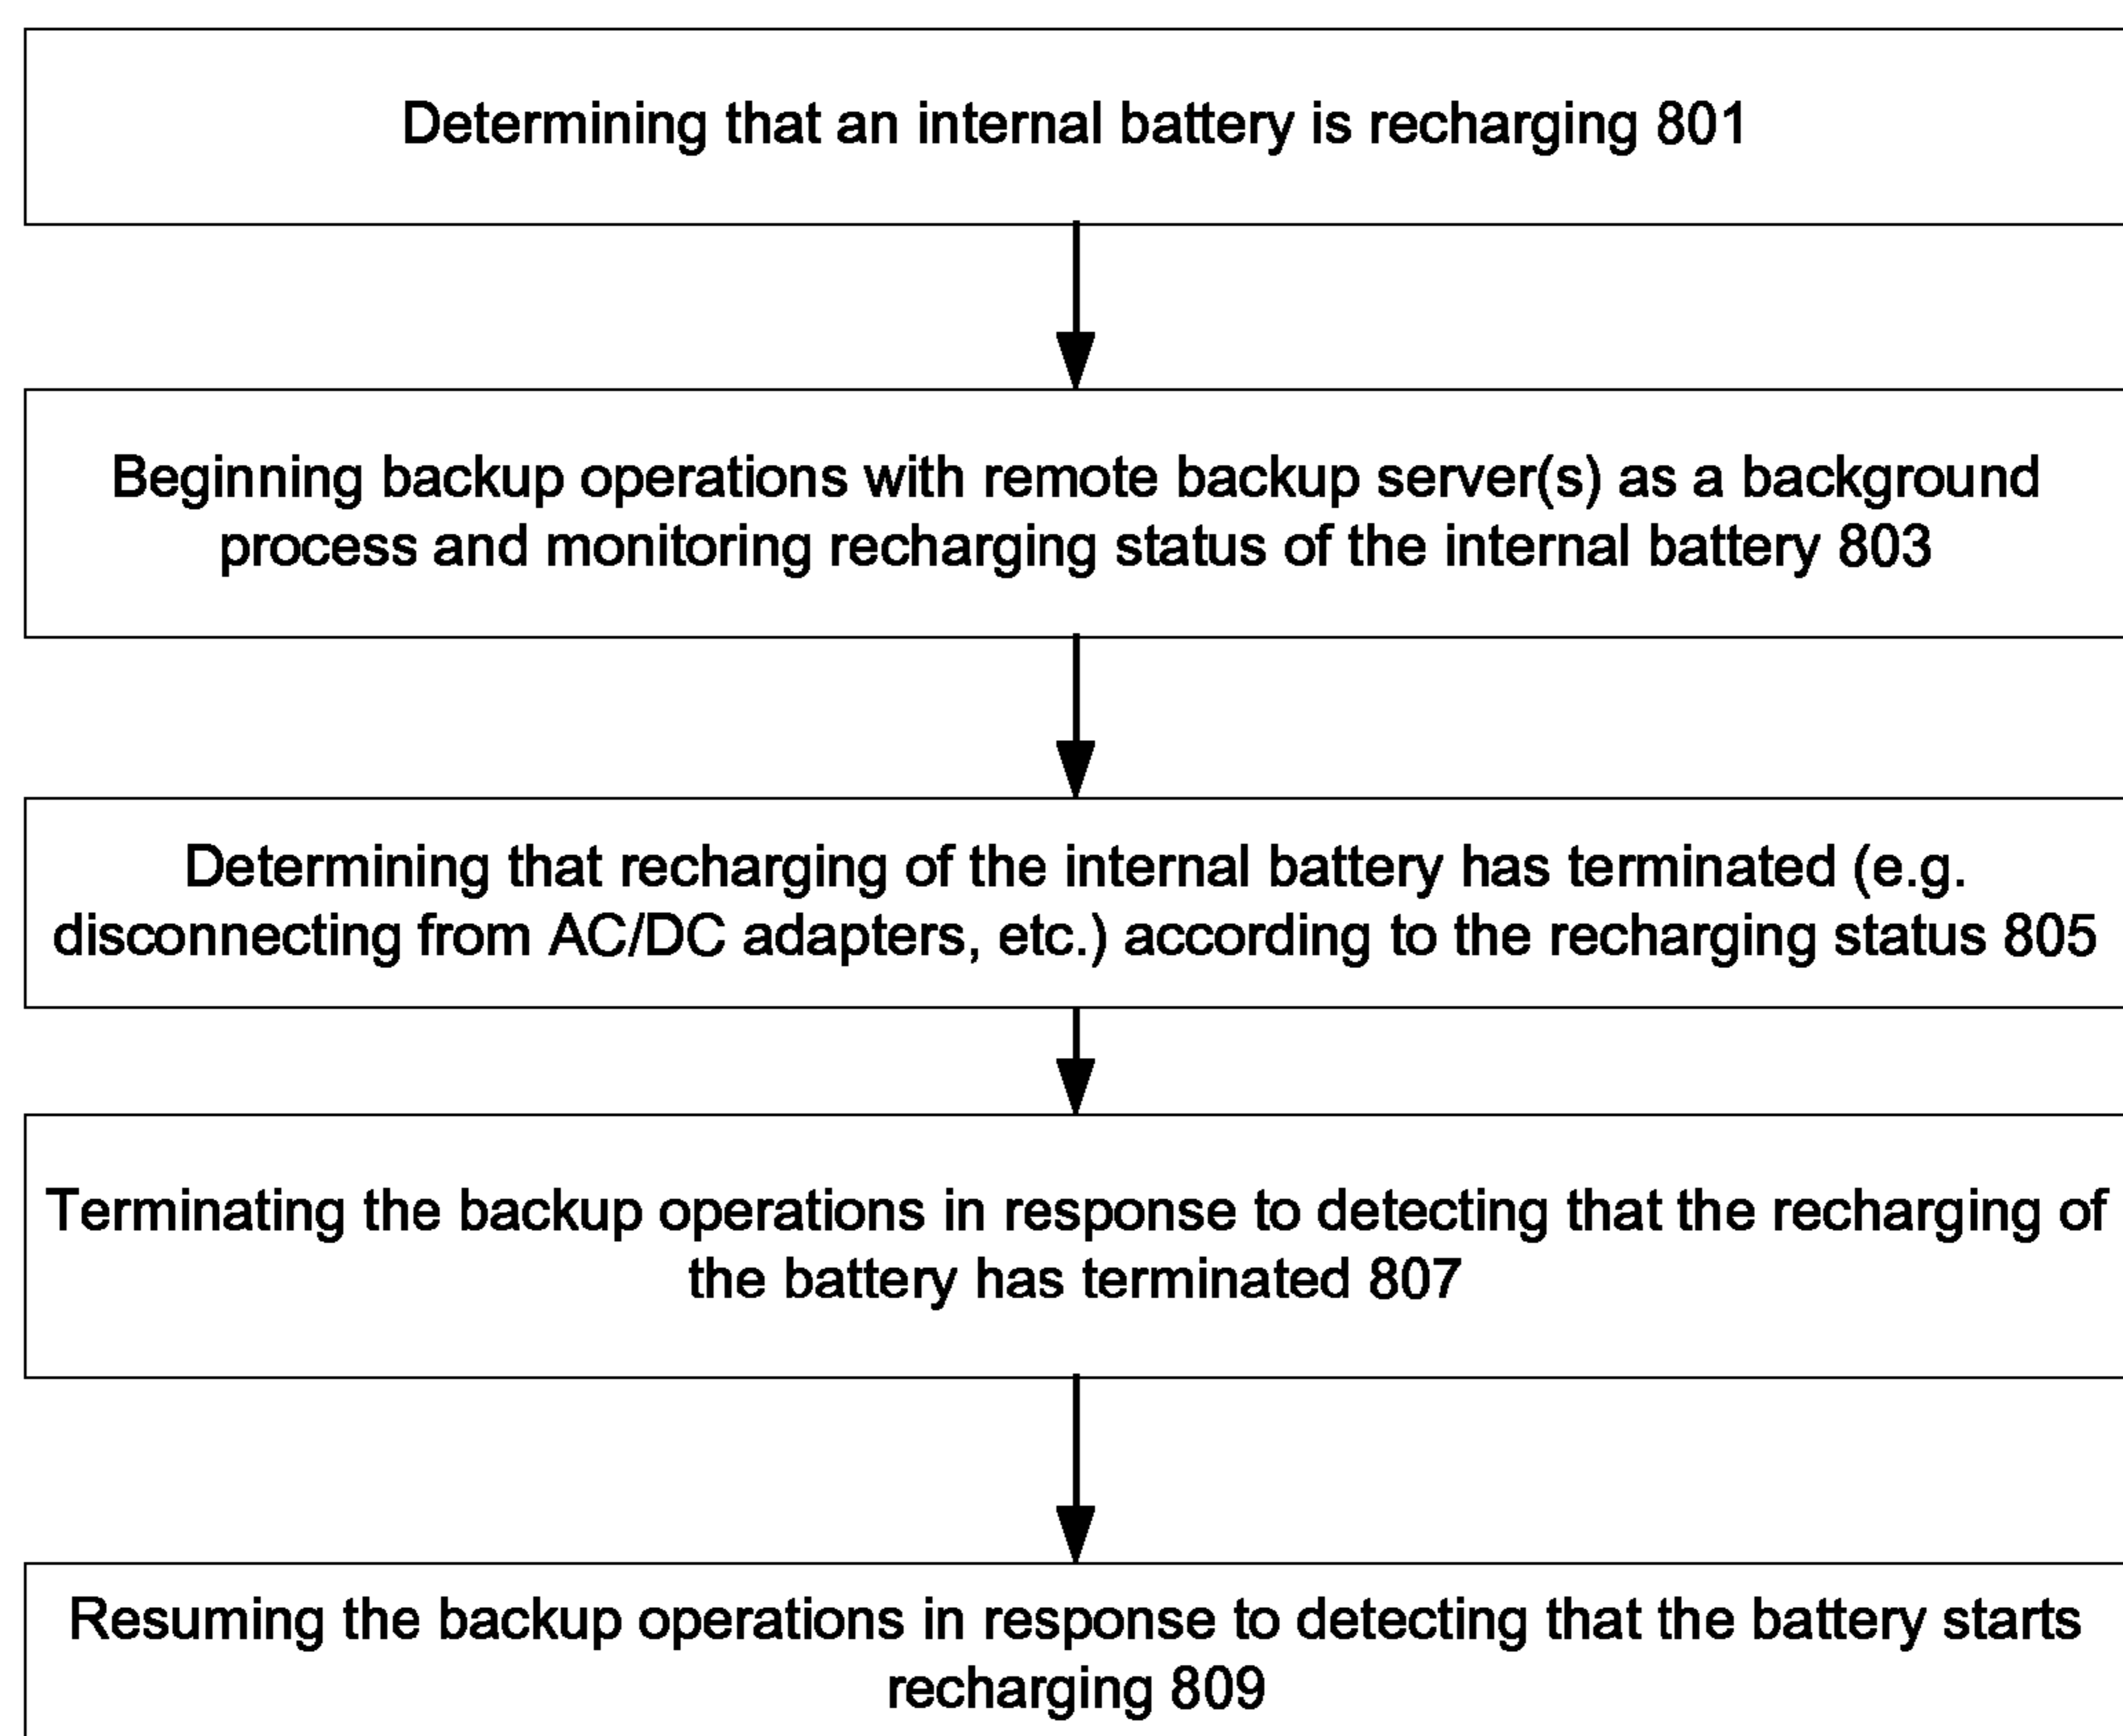 Determining that an internal battery is recharging 801
Beginning backup operations with remote backup server(s) as a background
process and monitoring recharging status of the internal battery 803
Determining that recharging of the internal battery has terminated (e.g.
disconnecting from AC/DC adapters, etc.) according to the recharging status 805
Terminating the backup operations in response to detecting that the recharging of
the battery has terminated 807
Resuming the backup operations in response to detecting that the battery starts
recharging 809